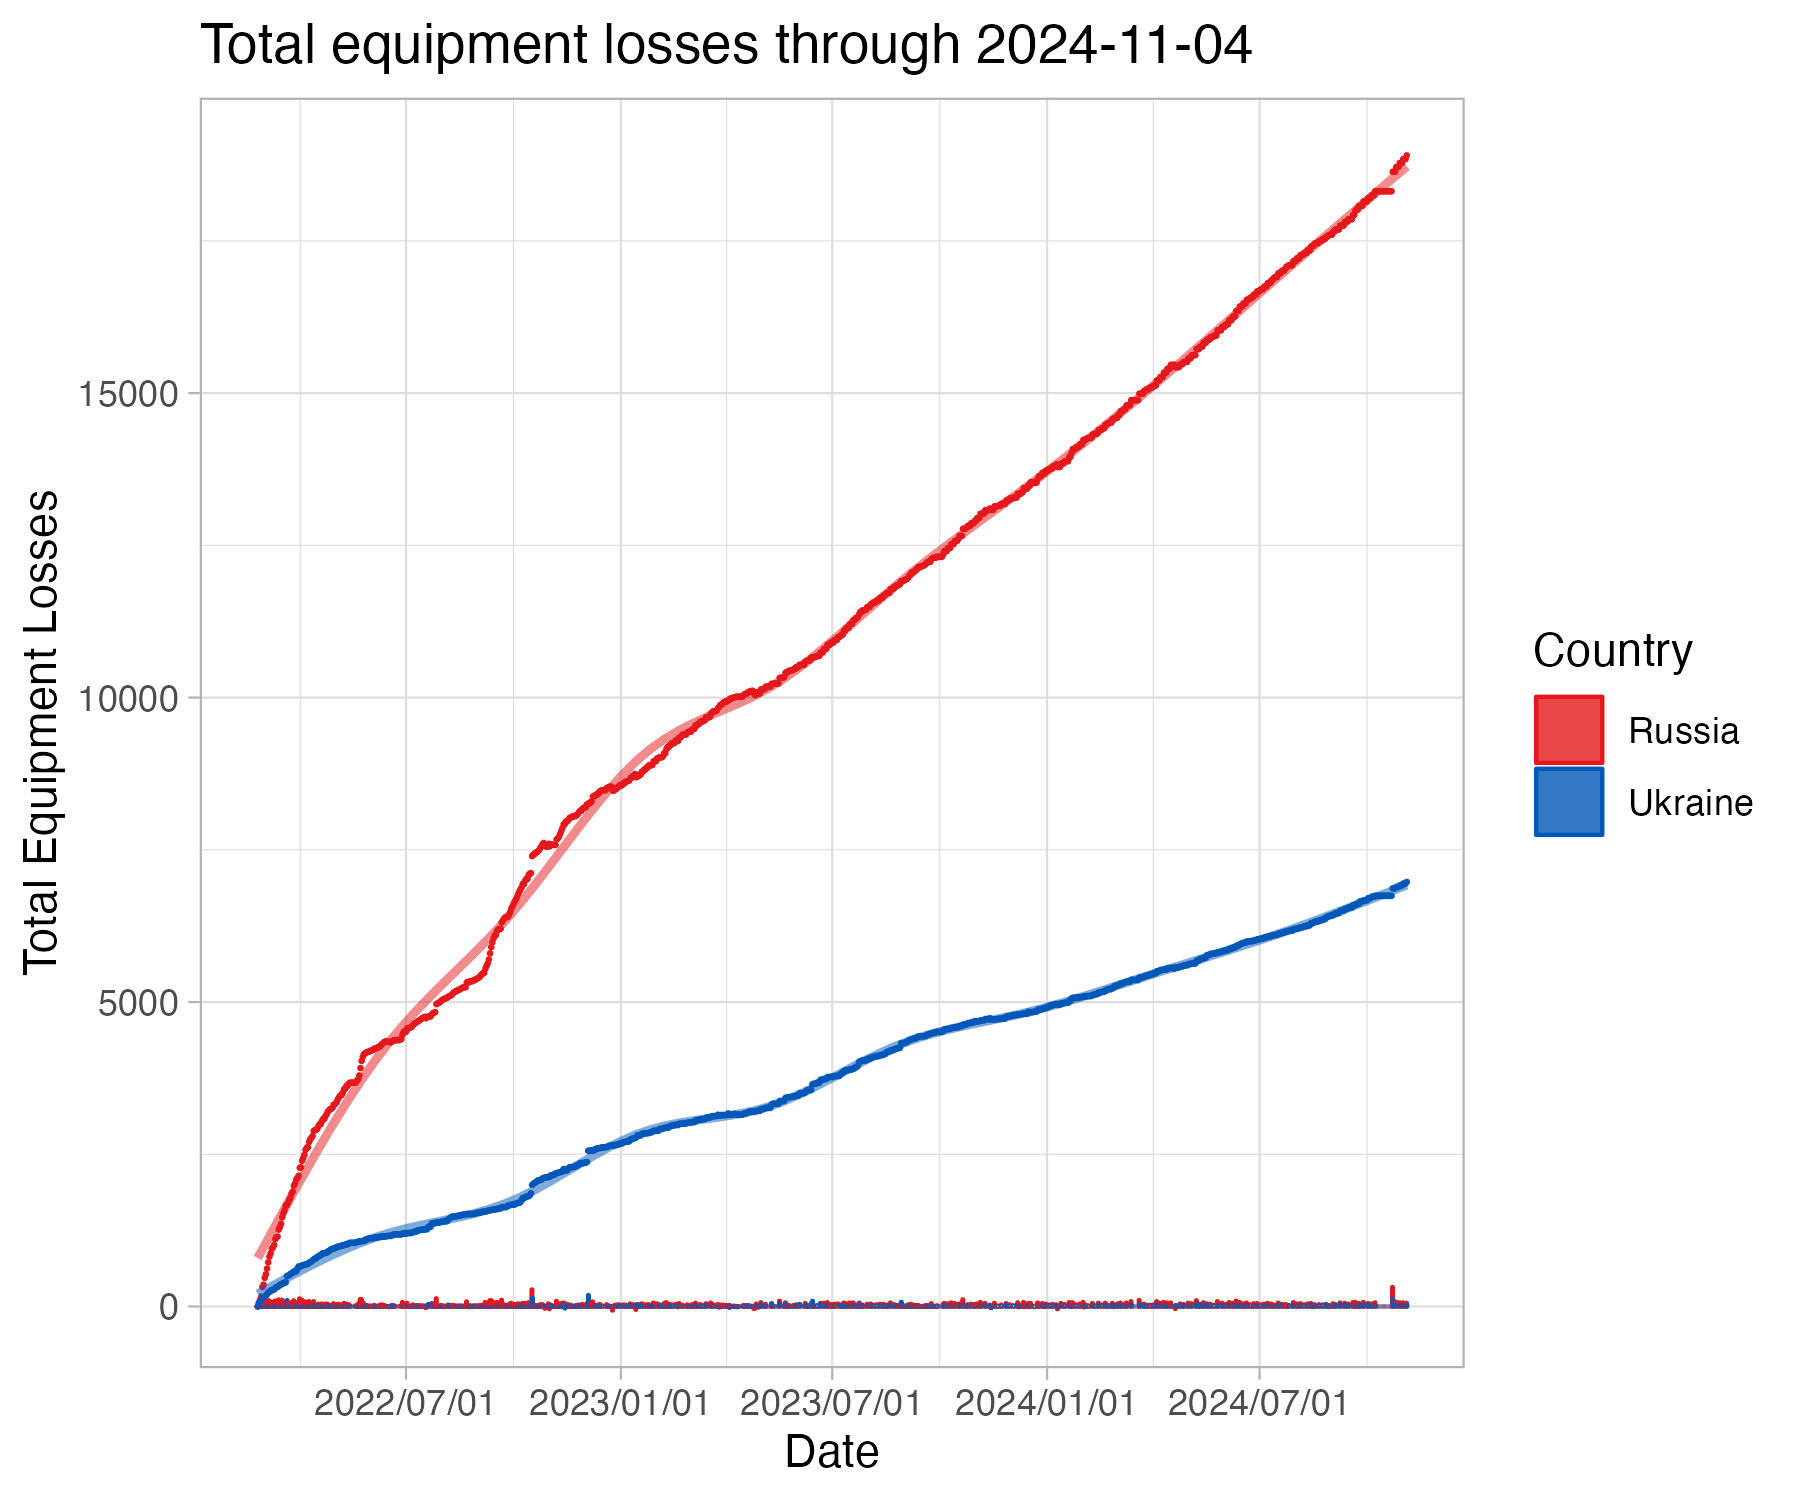 Total equipment losses through 2024-11-04
Total Equipment Losses
15000
10000
5000
0
2022/07/01
2023/01/01
2023/07/01
2024/01/01
2024/07/01
Date
Country
Russia
Ukraine